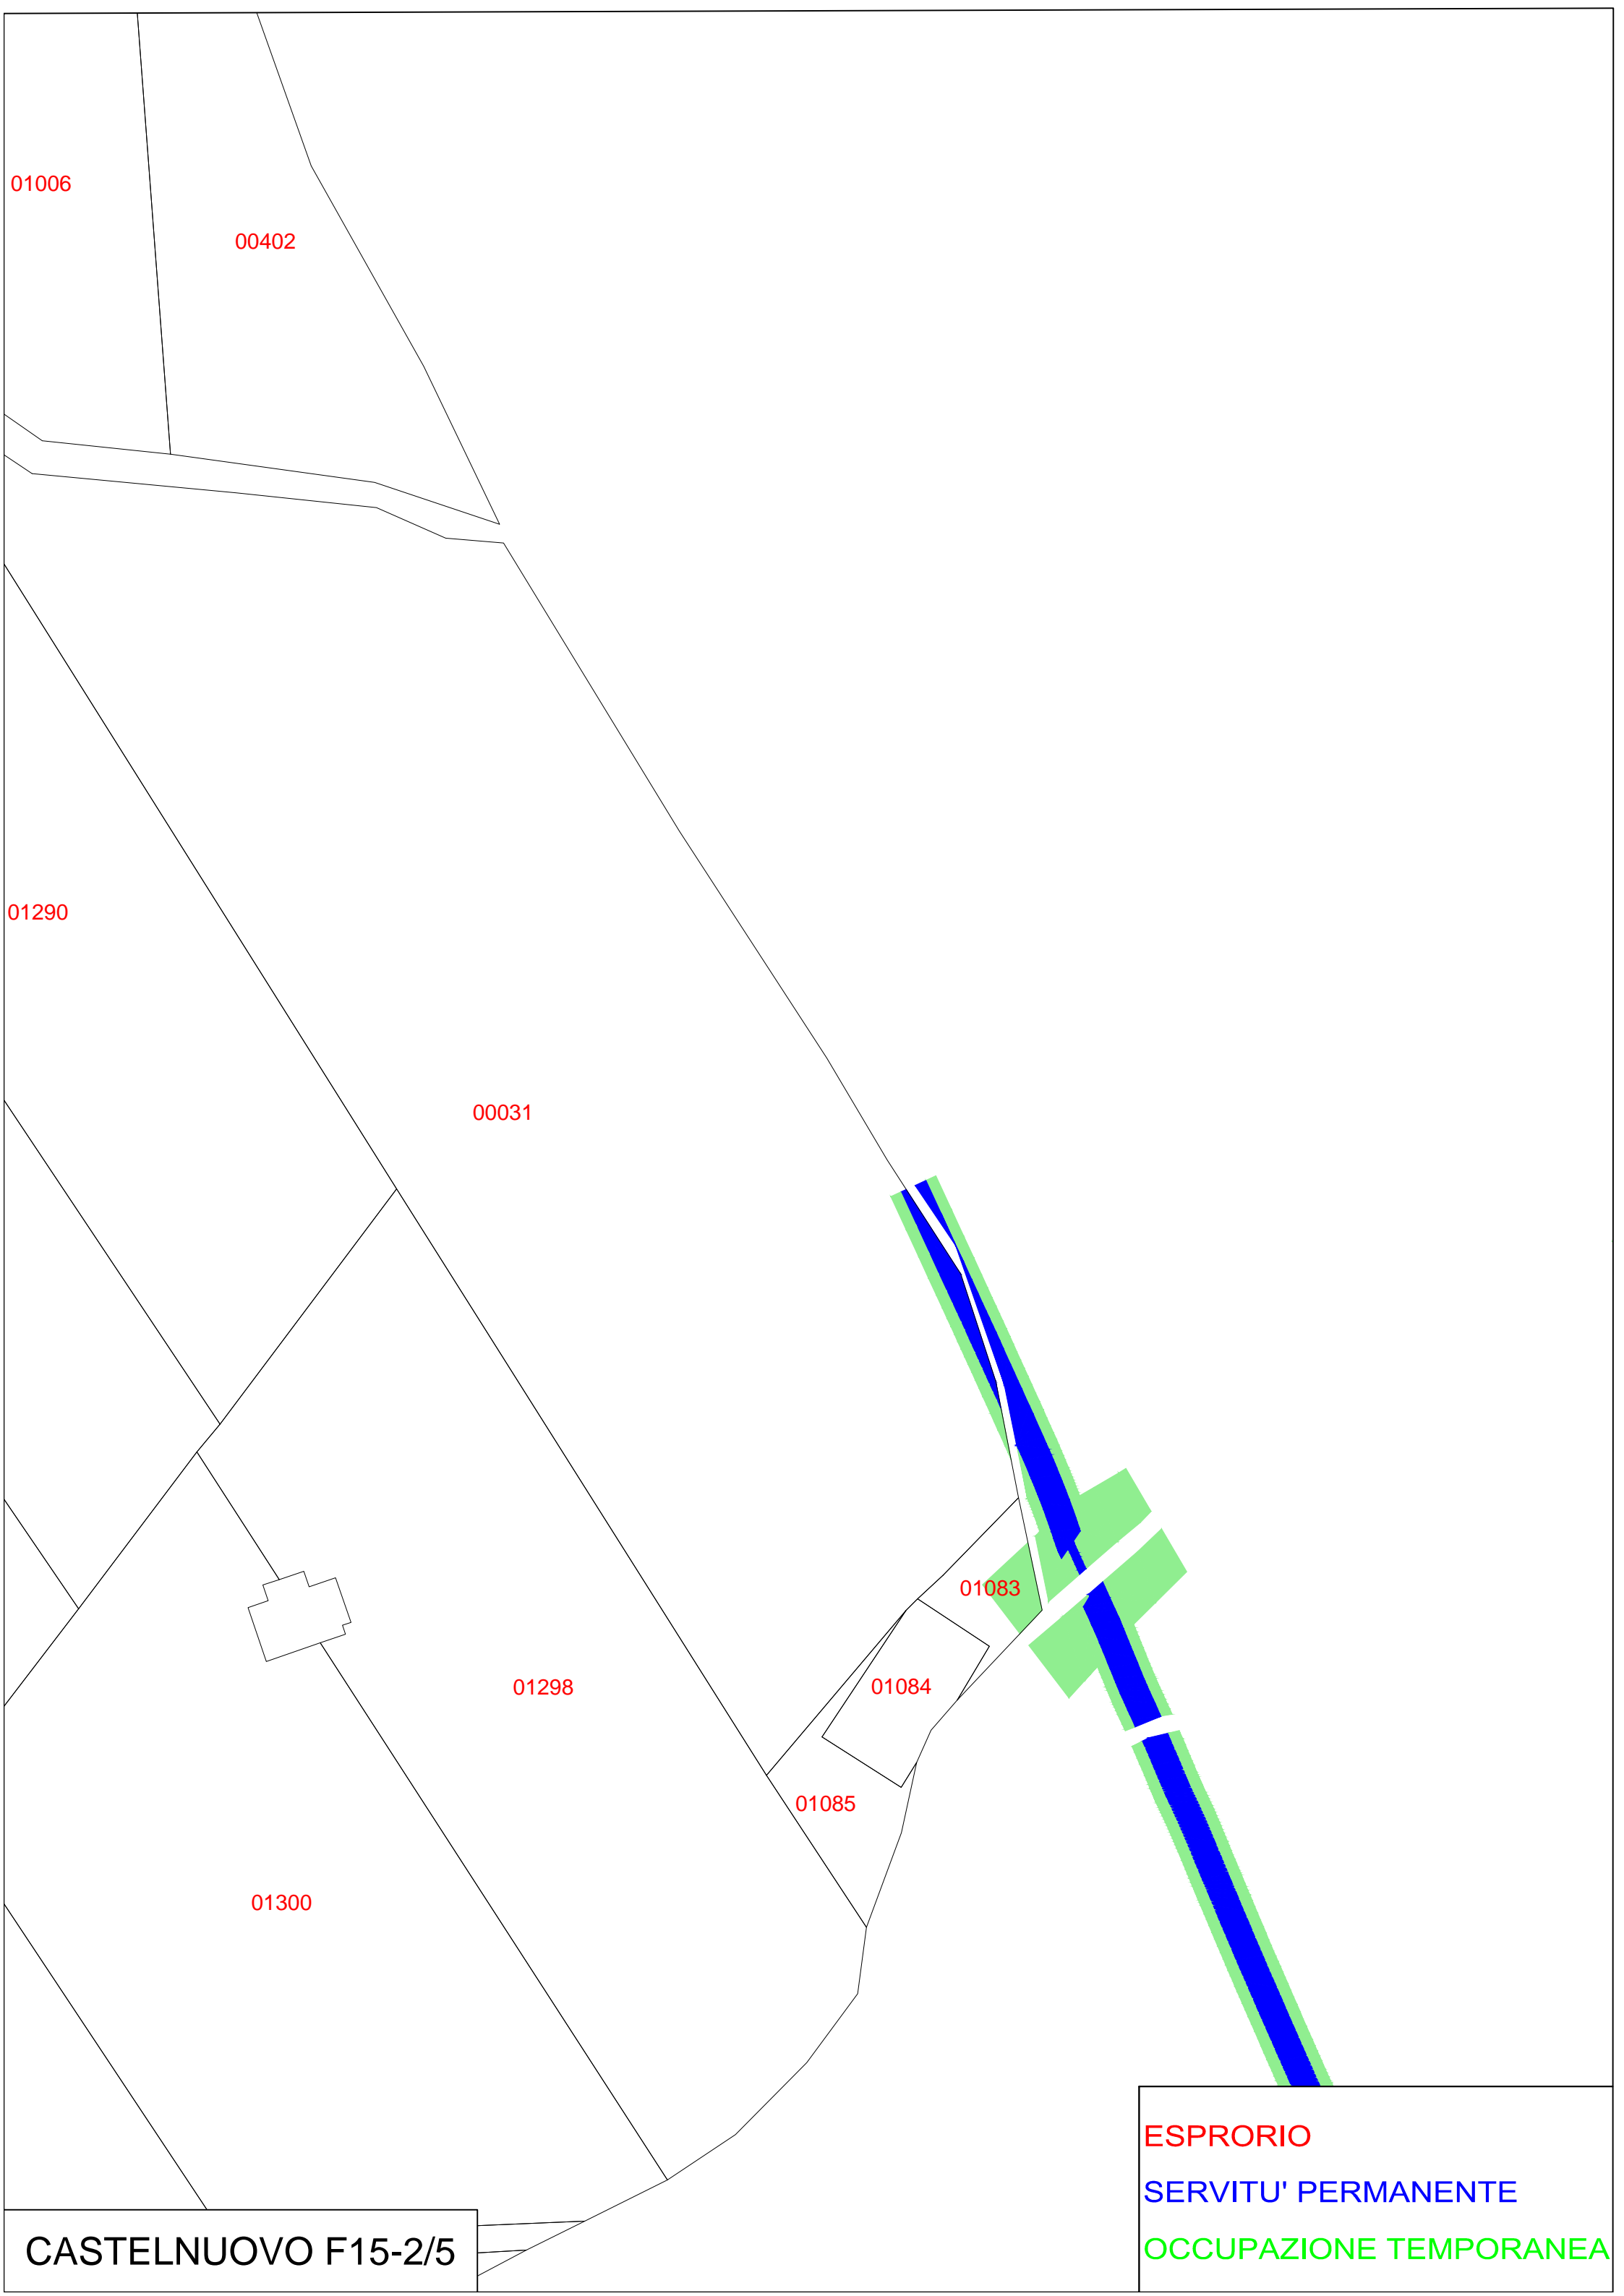 01006
00402
01290
00031
01083
01084
01298
01085
01300
ESPRORIO
SERVITU' PERMANENTE
OCCUPAZIONE TEMPORANEA
CASTELNUOVO F15-2/5